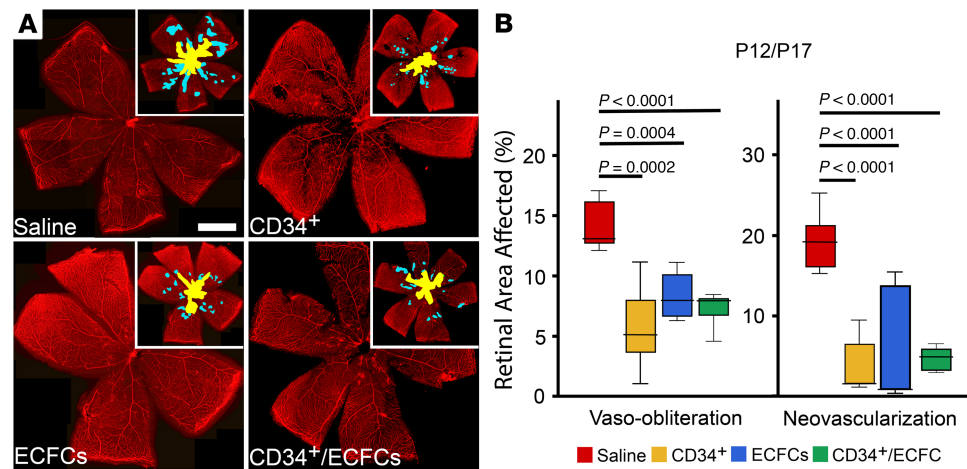 A
Saline
CD34+
ECFCs
CD34+/ECFCs
B
P12/P17
Retinal Area Affected (%)
20
15
10
5
0
P < 0.0001
P = 0.0004
P = 0.0002
Vaso-obliteration
30
20
10
P < 0.0001
P < 0.0001
P < 0.0001
Neovascularization
Saline CD34+ ECFCs CD34+/ECFC